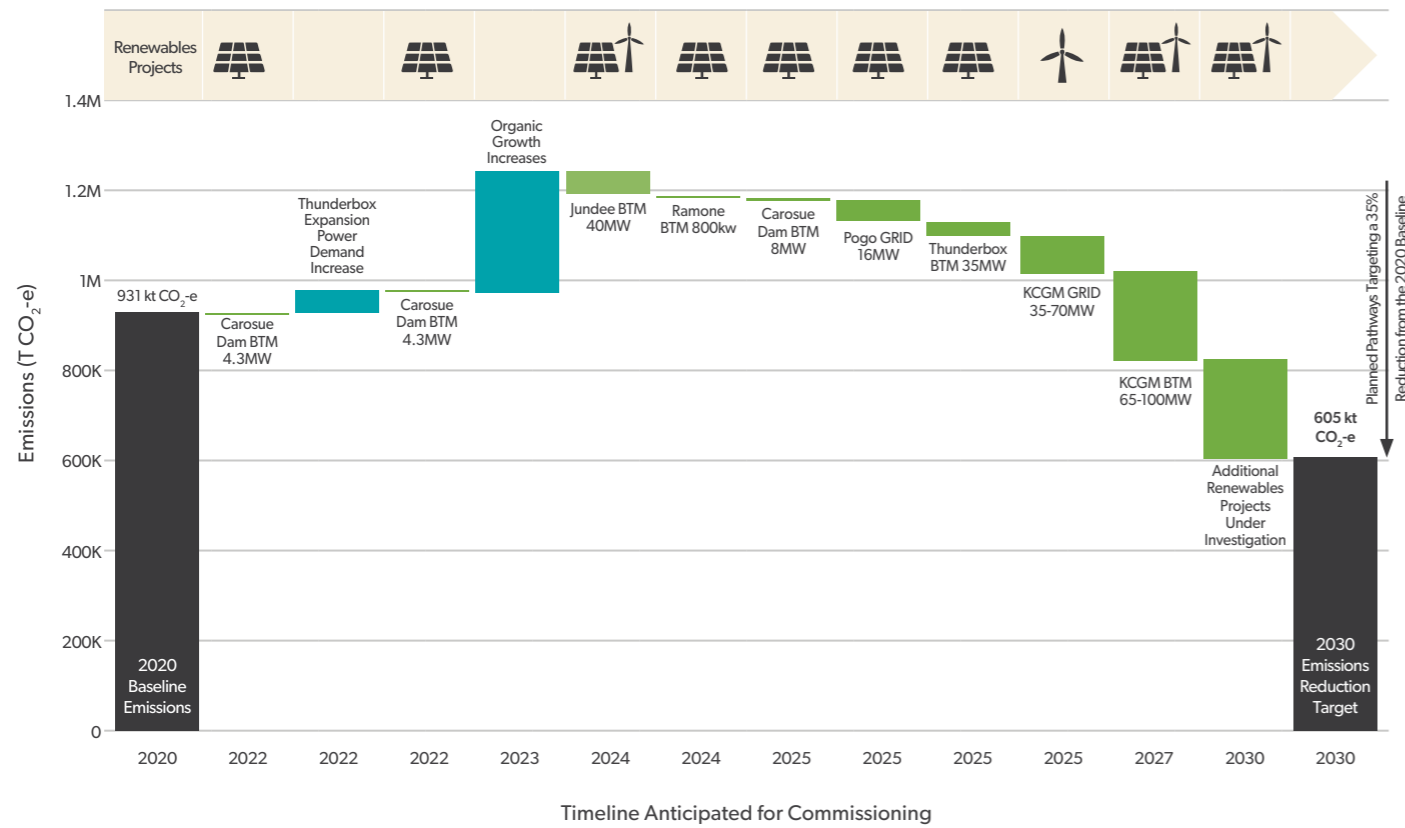 Renewables
Projects
1.4M
1.2M
1M
800K
600K
400K
200K
0
Emissions (T CO₂-e)
931 kt CO₂-e
2020
Baseline
Emissions
Carosue
Dam BTM
4.3MW
Thunderbox
Expansion
Power
Demand
Increase
Carosue
Dam BTM
4.3MW
Organic
Growth
Increases
Jundee BTM
40MW
Ramone
BTM 800kw
Carosue
Dam BTM
8MW
Pogo GRID
16MW
Thunderbox
BTM 35MW
KCGM GRID
35-70MW
KCGM BTM
65-100MW
Additional
Renewables
Projects
Under
Investigation
605 kt
CO₂-e
2030
Emissions
Reduction
Target
Planned Pathways Targeting a 35%
Reduction from the 2020 Baseline
2020 2022 2022 2022 2023 2024 2024 2025 2025 2025 2025 2027 2030 2030
Timeline Anticipated for Commissioning